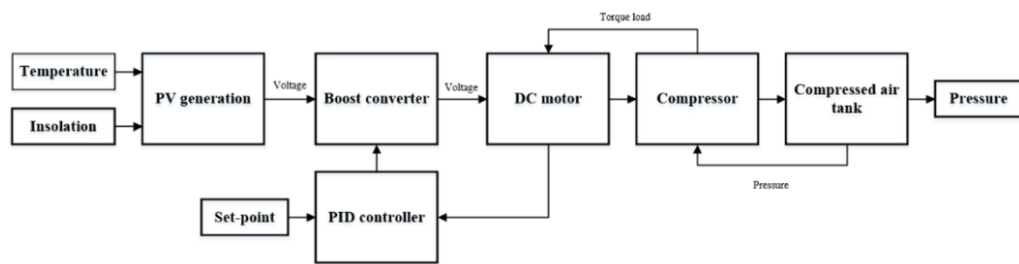 Torque load
Temperature
PV generation
Voltage
Boost converter
Voltage
DC motor
Compressor
Compressed air
tank
Pressure
Insolation
Pressure
Set-point
PID controller